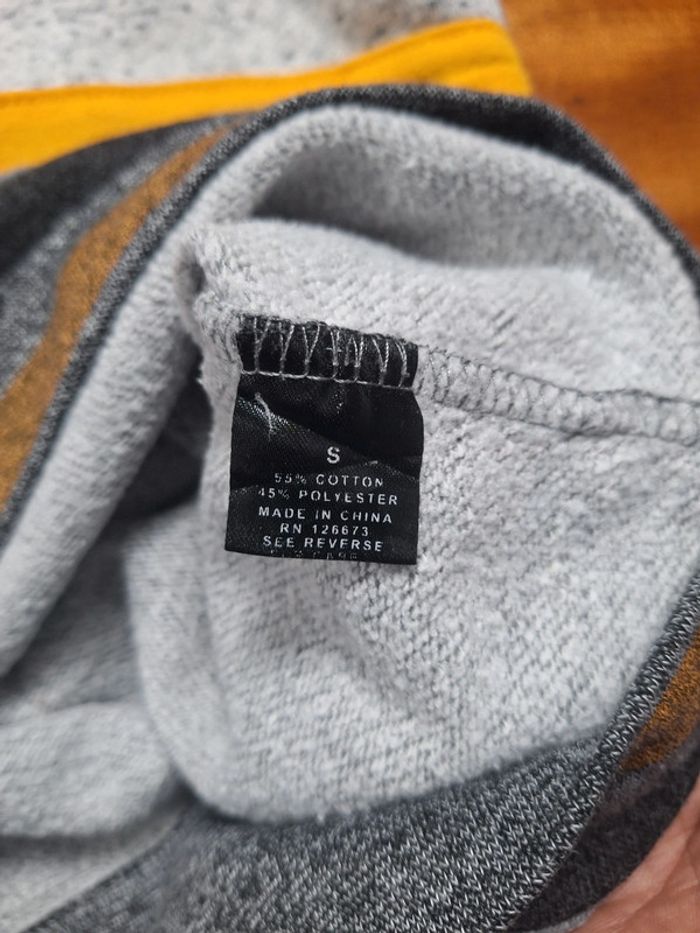 S
55% COTTON
45% POLYESTER
MADE IN CHINA
RN 126673
SEE REVERSE